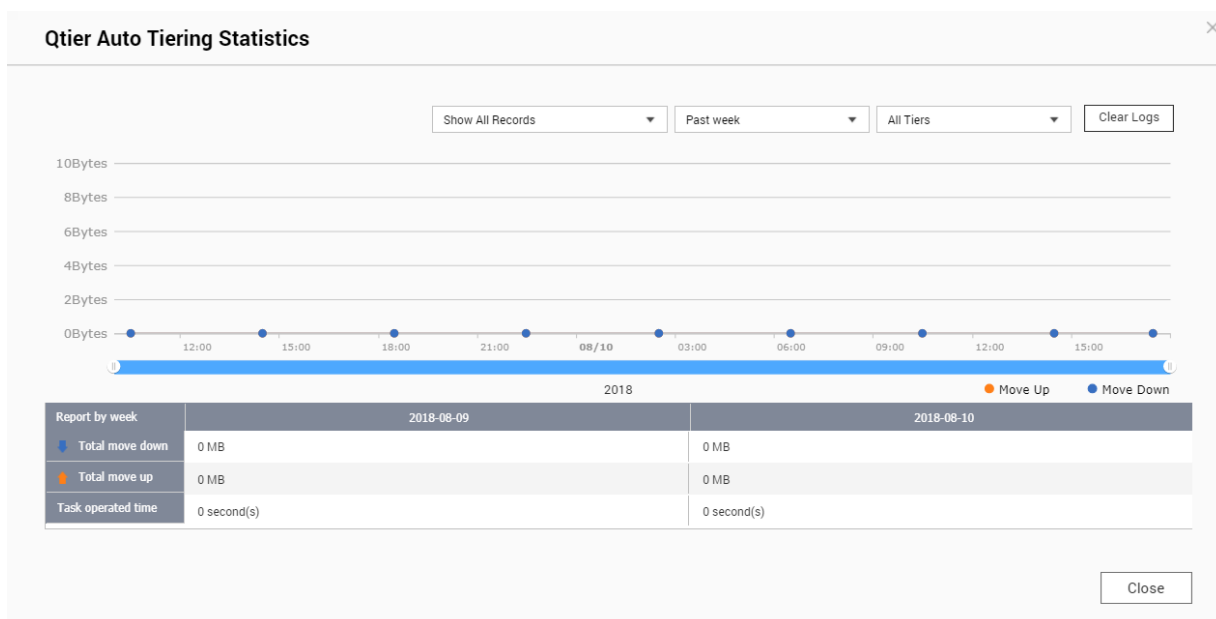 Qtier Auto Tiering Statistics
Show All Records Past week All Tiers Clear Logs
10Bytes
8Bytes
6Bytes
4Bytes
2Bytes
0Bytes
12:00 15:00 18:00 21:00 08/10 03:00 06:00 09:00 12:00 15:00
2018
Move Up Move Down
Report by week 2018-08-09 2018-08-10
Total move down 0 MB 0 MB
Total move up 0 MB 0 MB
Task operated time 0 second(s) 0 second(s)
Close